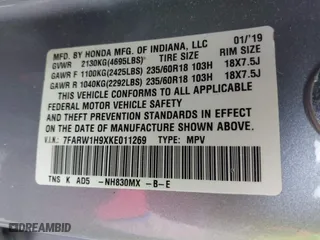 MFD. BY HONDA MFG. OF INDIANA, LLC 01/'19
GVWR 2130KG(4695LBS) TIRE SIZE RIM SIZE
GAWR F 1100KG(2425LBS) 235/60R18 103H 18X7.5J
GAWR R 1040KG(2292LBS) 235/60R18 103H 18X7.5J
THIS VEHICLE CONFORMS TO ALL APPLICABLE
FEDERAL MOTOR VEHICLE SAFETY, BUMPER,
AND THEFT PREVENTION STANDARDS IN EFFECT
ON THE DATE OF MANUFACTURE SHOWN ABOVE.
V.I.N: 7FARW1H9XKE011269 TYPE: MPV
TNS K AD5 -NH830MX -B-E